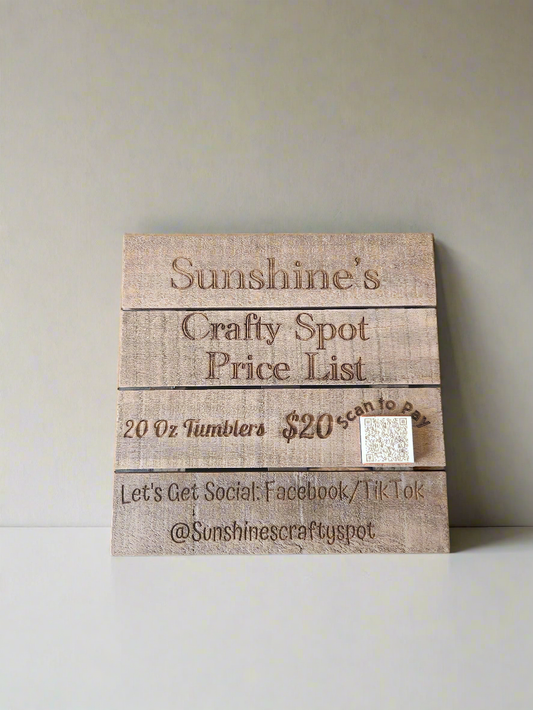 Sunshine's
Crafty Spot
Price List
20 Oz Tumblers $20
Scan to Pay
Let's Get Social: Facebook/TikTok
@Sunshinescraftyspot